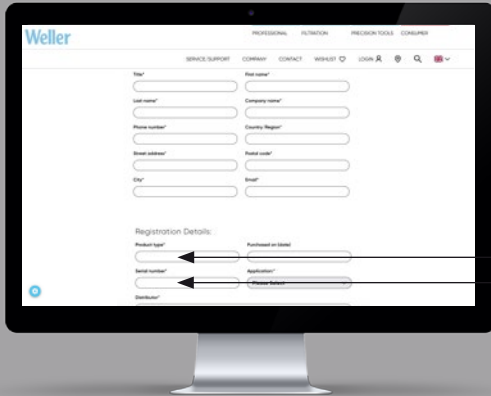 Weller
PROFESSIONAL FILTRATION PRECISION TOOLS CONSUMER
SERVICE/SUPPORT COMPANY CONTACT WISHLIST LOGIN
Title* First name*
Last name* Company name*
Phone number* Country Region*
Street address* Postal code*
City* Email*
Registration Details:
Product type* Purchased on (date)
Serial number* Application:*
Please Select
Distributor*